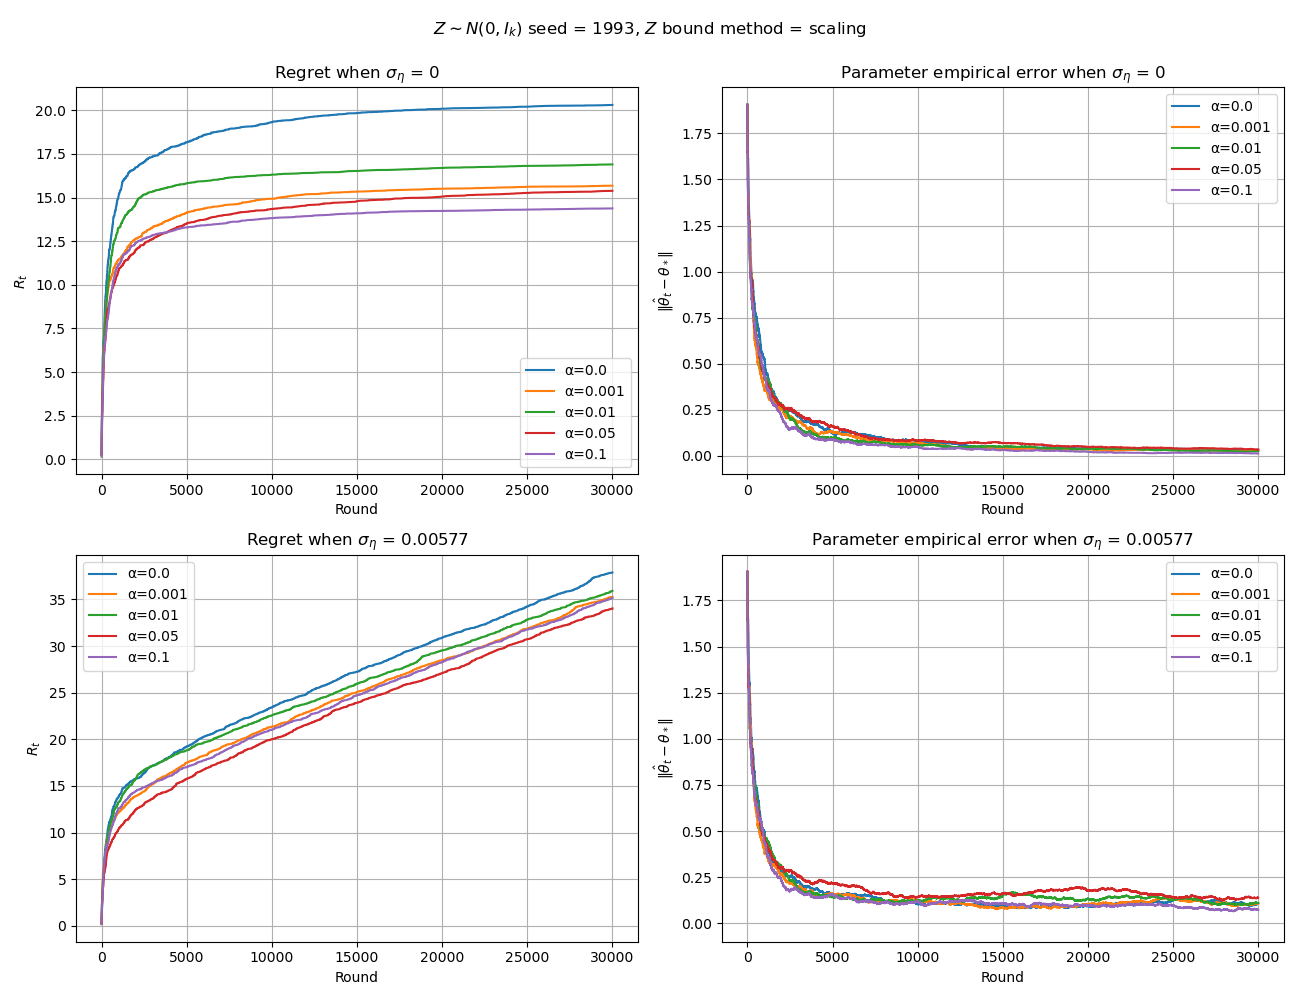 Z ∼ N(0, I_k) seed = 1993, Z bound method = scaling
Regret when σ_η = 0
R_t
20.0
17.5
15.0
12.5
10.0
7.5
5.0
2.5
0.0
α=0.0
α=0.001
α=0.01
α=0.05
α=0.1
0 5000 10000 15000 20000 25000 30000
Round
Parameter empirical error when σ_η = 0
‖θ̂_t − θ_*‖
1.75
1.50
1.25
1.00
0.75
0.50
0.25
0.00
α=0.0
α=0.001
α=0.01
α=0.05
α=0.1
0 5000 10000 15000 20000 25000 30000
Round
Regret when σ_η = 0.00577
R_t
35
30
25
20
15
10
5
0
α=0.0
α=0.001
α=0.01
α=0.05
α=0.1
0 5000 10000 15000 20000 25000 30000
Round
Parameter empirical error when σ_η = 0.00577
‖θ̂_t − θ_*‖
1.75
1.50
1.25
1.00
0.75
0.50
0.25
0.00
α=0.0
α=0.001
α=0.01
α=0.05
α=0.1
0 5000 10000 15000 20000 25000 30000
Round